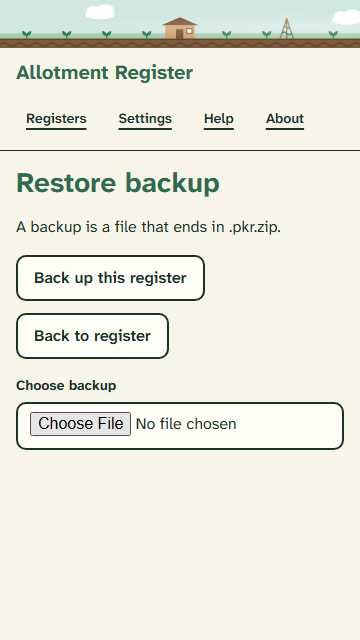 Allotment Register
Registers Settings Help About
Restore backup
A backup is a file that ends in .pkr.zip.
Back up this register
Back to register
Choose backup
Choose File No file chosen